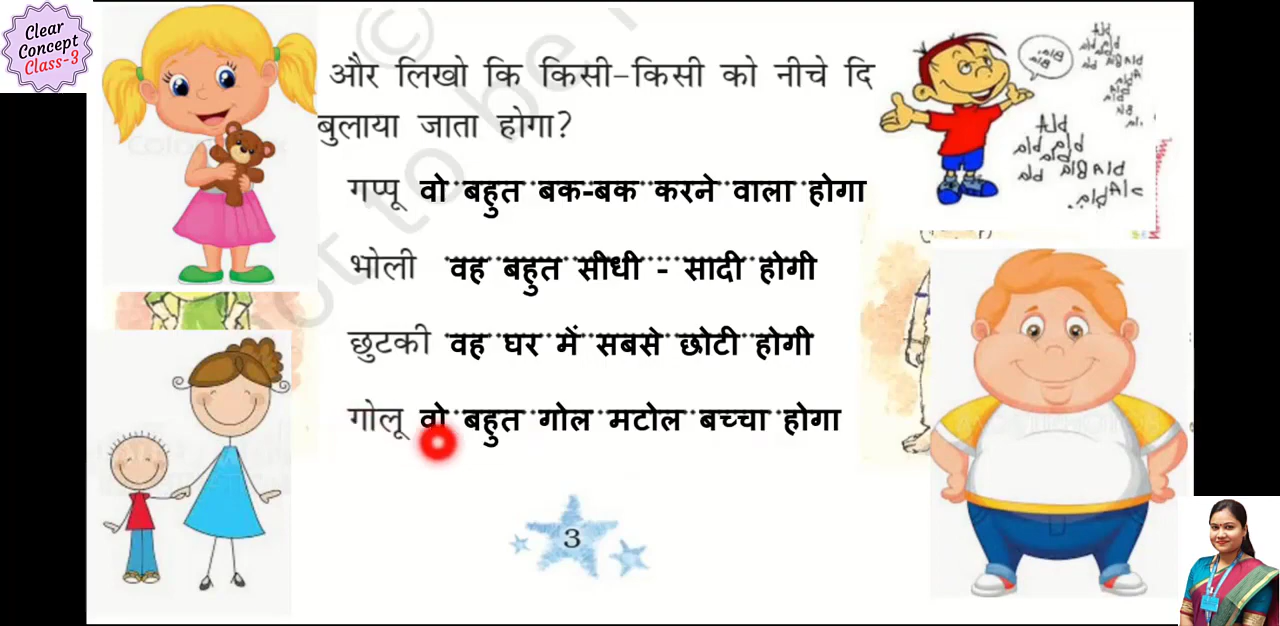 Clear
Concept
Class-3
और लिखो कि किसी-किसी को नीचे दि
बुलाया जाता होगा?
गप्पू वो बहुत बक-बक करने वाला होगा
भोली वह बहुत सीधी - सादी होगी
छुटकी वह घर में सबसे छोटी होगी
गोलू वो बहुत गोल मटोल बच्चा होगा
3